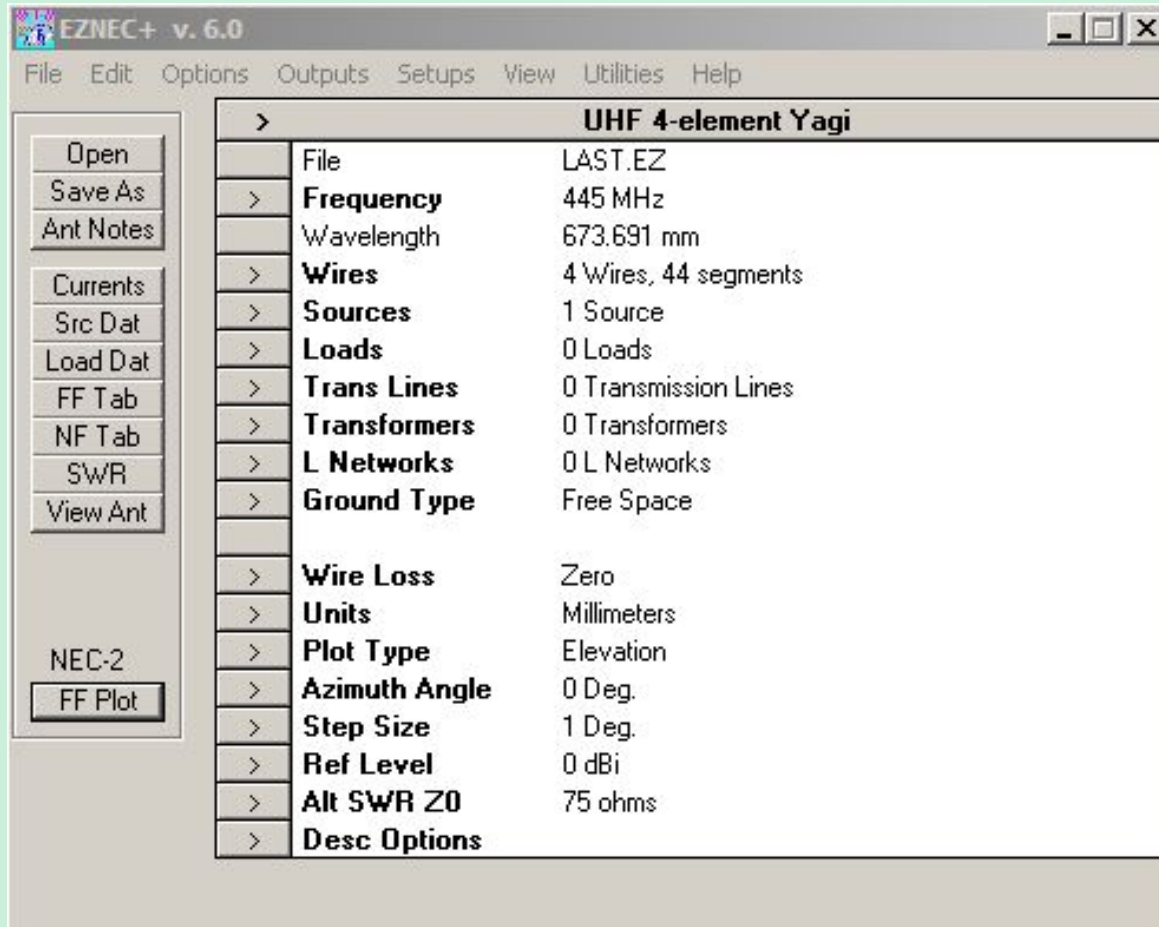 EZNEC+ v. 6.0
File Edit Options Outputs Setups View Utilities Help
Open
Save As
Ant Notes
Currents
Src Dat
Load Dat
FF Tab
NF Tab
SWR
View Ant
NEC-2
FF Plot
> UHF 4-element Yagi
File LAST.EZ
> Frequency 445 MHz
Wavelength 673.691 mm
> Wires 4 Wires, 44 segments
> Sources 1 Source
> Loads 0 Loads
> Trans Lines 0 Transmission Lines
> Transformers 0 Transformers
> L Networks 0 L Networks
> Ground Type Free Space
> Wire Loss Zero
> Units Millimeters
> Plot Type Elevation
> Azimuth Angle 0 Deg.
> Step Size 1 Deg.
> Ref Level 0 dBi
> Alt SWR Z0 75 ohms
> Desc Options